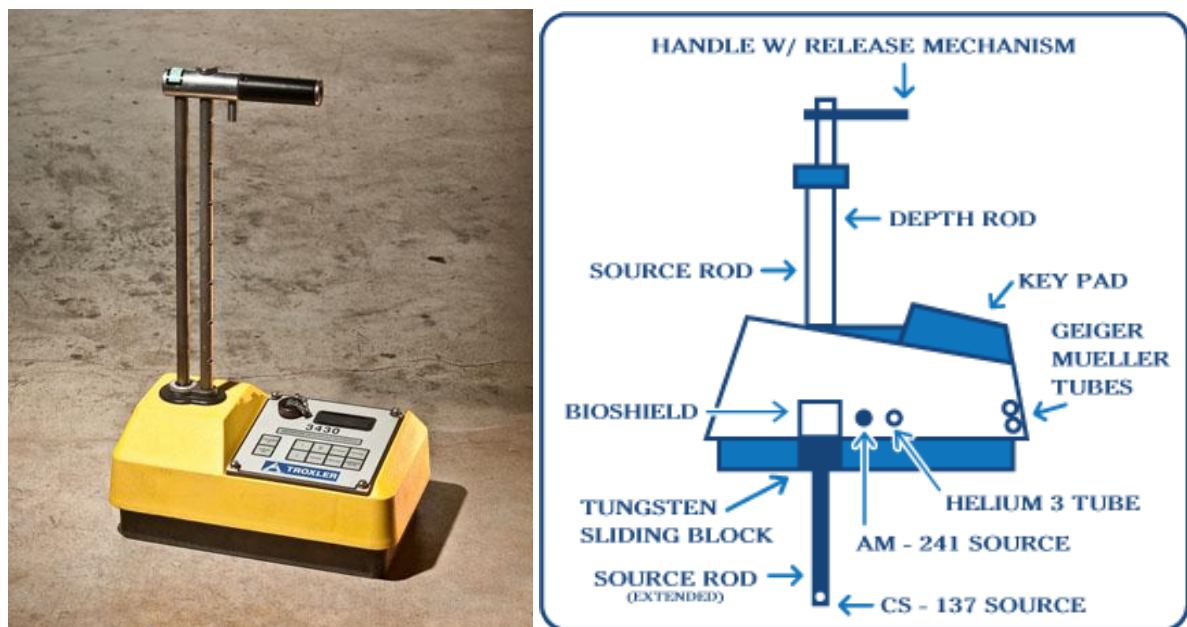 3430
TROXLER
HANDLE W/ RELEASE MECHANISM
DEPTH ROD
SOURCE ROD
KEY PAD
GEIGER
MUELLER
TUBES
BIOSHIELD
TUNGSTEN
SLIDING BLOCK
HELIUM 3 TUBE
AM - 241 SOURCE
SOURCE ROD
(EXTENDED)
CS - 137 SOURCE